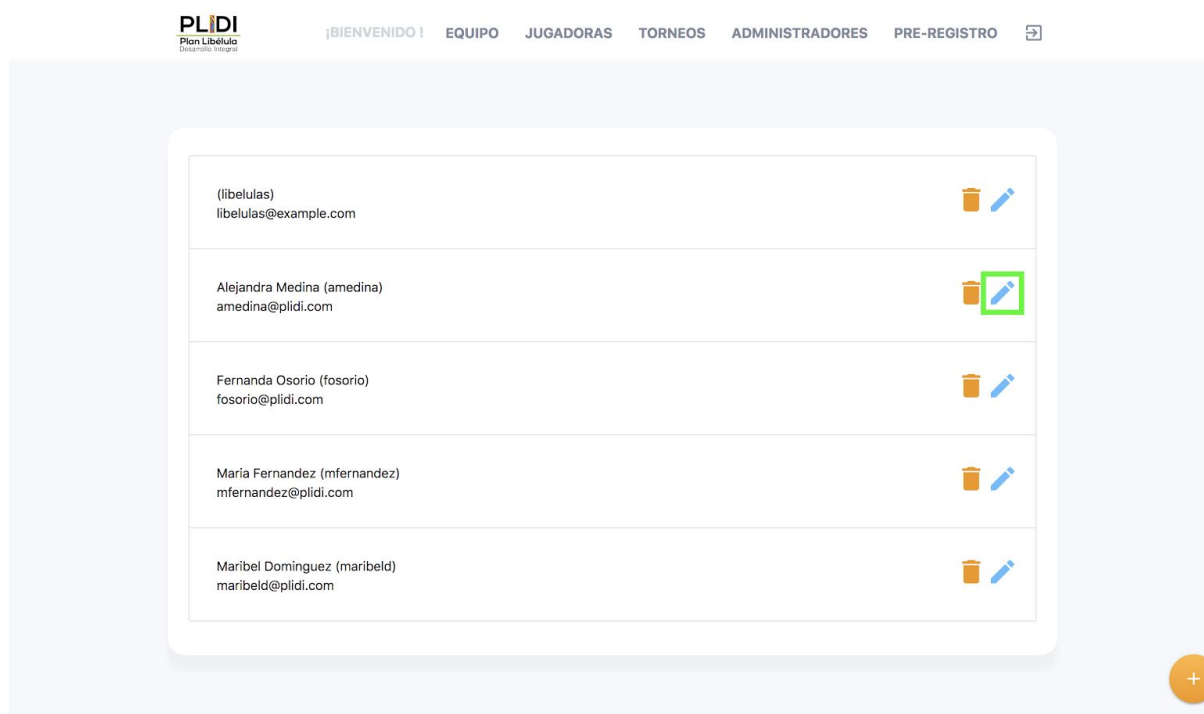 PLiDI
Plan Libélula
Desarrollo Integral
¡BIENVENIDO ! EQUIPO JUGADORAS TORNEOS ADMINISTRADORES PRE-REGISTRO
(libelulas)
libelulas@example.com
Alejandra Medina (amedina)
amedina@plidi.com
Fernanda Osorio (fosorio)
fosorio@plidi.com
Maria Fernandez (mfernandez)
mfernandez@plidi.com
Maribel Dominguez (maribeld)
maribeld@plidi.com
+